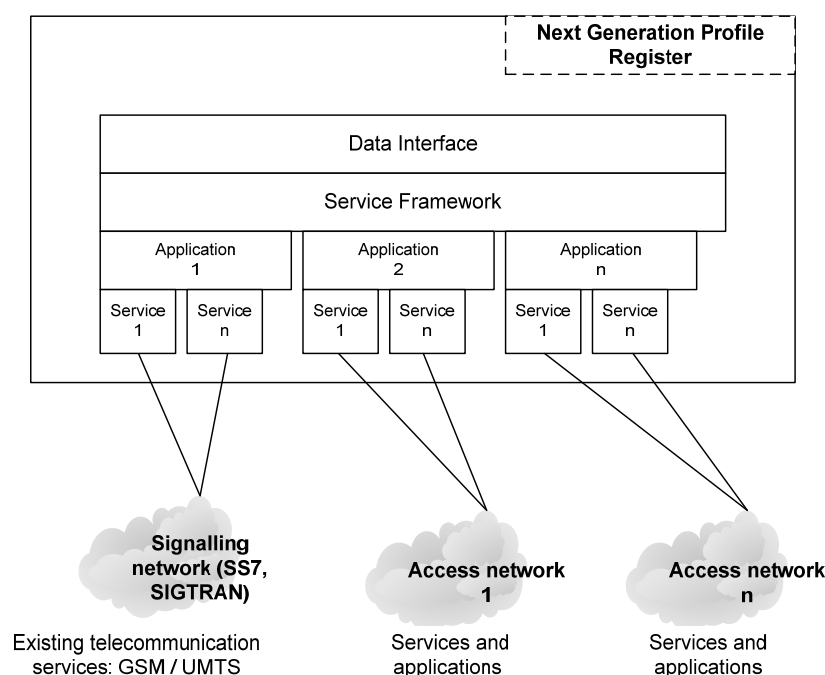 Next Generation Profile
Register
Data Interface
Service Framework
Application
1
Application
2
Application
n
Service
1
Service
n
Service
1
Service
n
Service
1
Service
n
Signalling
network (SS7,
SIGTRAN)
Access network
1
Access network
n
Existing telecommunication
services: GSM / UMTS
Services and
applications
Services and
applications